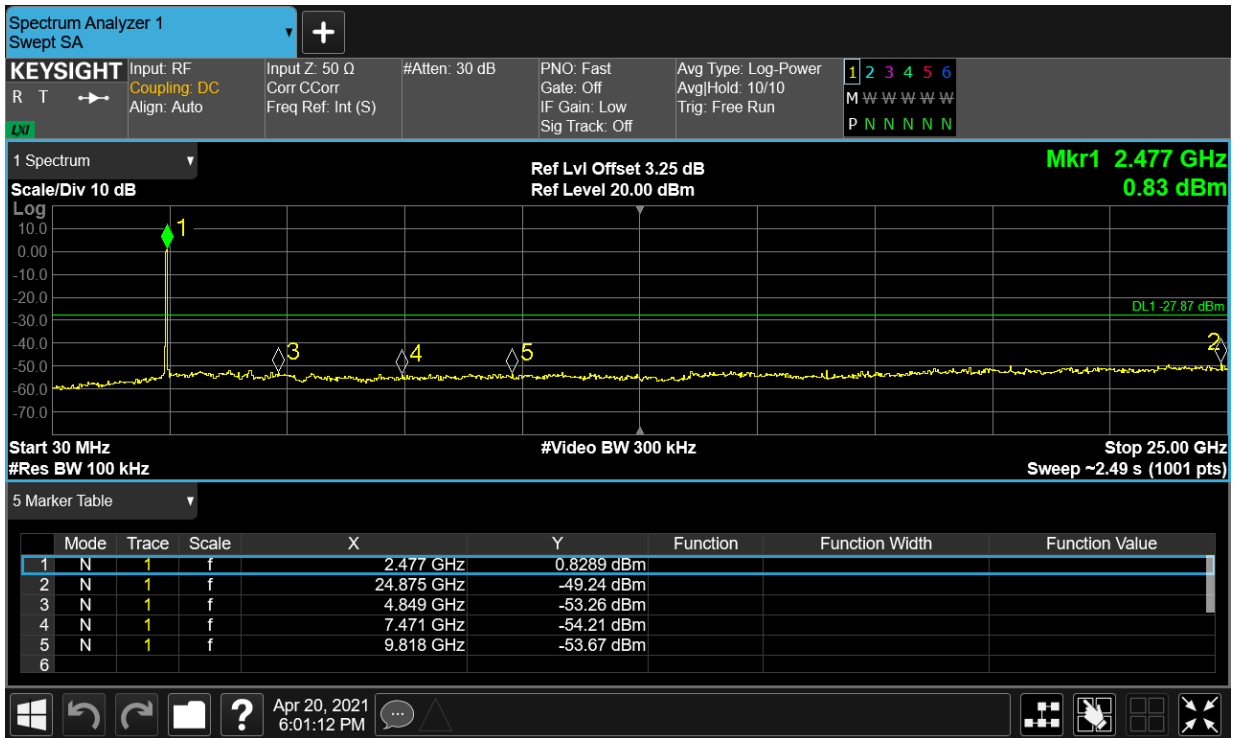 Spectrum Analyzer 1
Swept SA
KEYSIGHT
R T
LXI
Input: RF
Coupling: DC
Align: Auto
Input Z: 50 Ω
Corr CCorr
Freq Ref: Int (S)
#Atten: 30 dB
PNO: Fast
Gate: Off
IF Gain: Low
Sig Track: Off
Avg Type: Log-Power
Avg|Hold: 10/10
Trig: Free Run
1 2 3 4 5 6
M W W W W W
P N N N N N
1 Spectrum
Scale/Div 10 dB
Ref Lvl Offset 3.25 dB
Ref Level 20.00 dBm
Mkr1 2.477 GHz
0.83 dBm
Log
10.0
0.00
-10.0
-20.0
-30.0
-40.0
-50.0
-60.0
-70.0
1
DL1 -27.87 dBm
3
4
5
2
Start 30 MHz
#Res BW 100 kHz
#Video BW 300 kHz
Stop 25.00 GHz
Sweep ~2.49 s (1001 pts)
5 Marker Table
Mode Trace Scale X Y Function Function Width Function Value
1 N 1 f 2.477 GHz 0.8289 dBm
2 N 1 f 24.875 GHz -49.24 dBm
3 N 1 f 4.849 GHz -53.26 dBm
4 N 1 f 7.471 GHz -54.21 dBm
5 N 1 f 9.818 GHz -53.67 dBm
6
?
Apr 20, 2021
6:01:12 PM